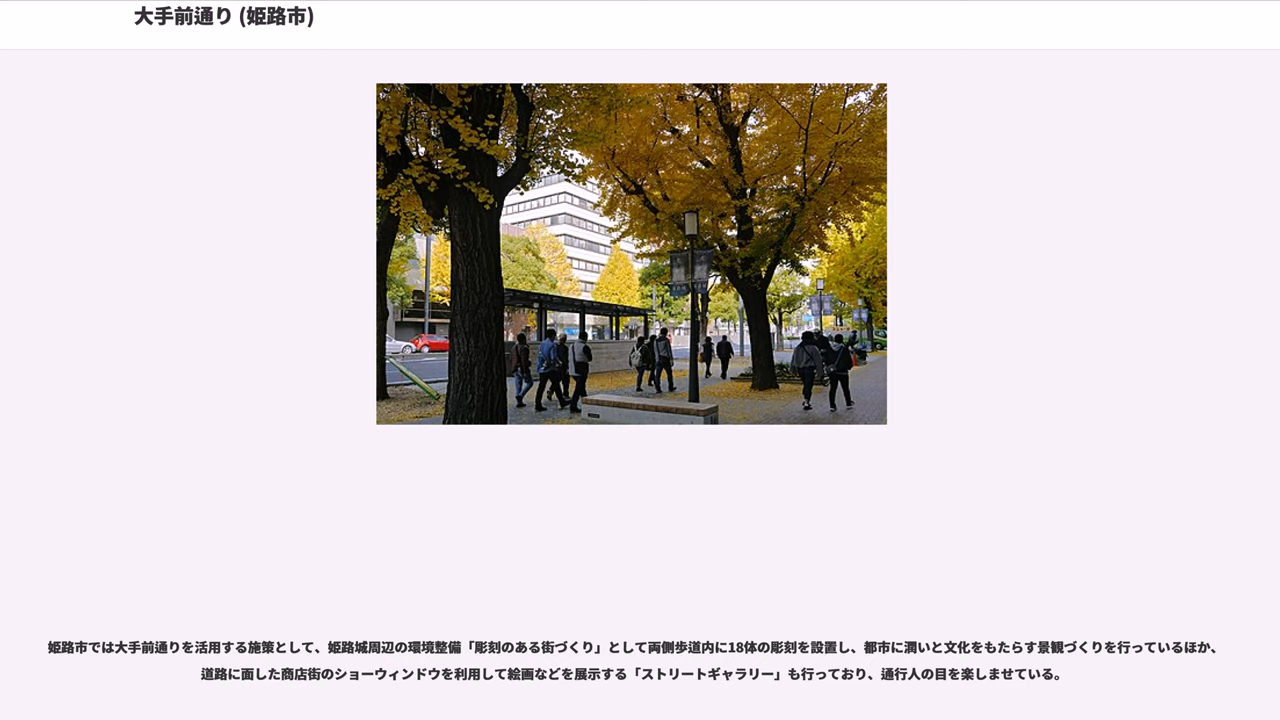 大手前通り (姫路市)
姫路市では大手前通りを活用する施策として、姫路城周辺の環境整備「彫刻のある街づくり」として両側歩道内に18体の彫刻を設置し、都市に潤いと文化をもたらす景観づくりを行っているほか、
道路に面した商店街のショーウィンドウを利用して絵画などを展示する「ストリートギャラリー」も行っており、通行人の目を楽しませている。